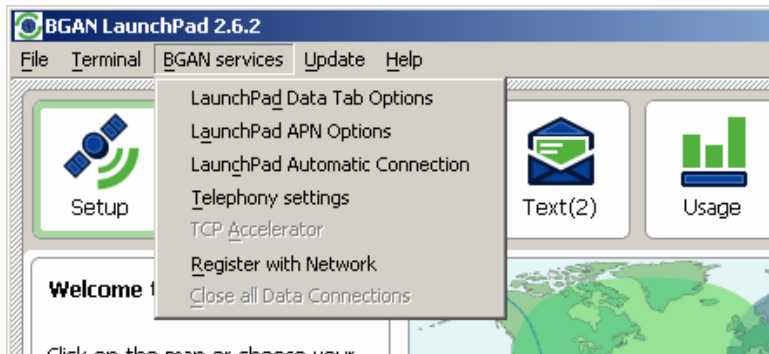 BGAN LaunchPad 2.6.2
File Terminal BGAN services Update Help
LaunchPad Data Tab Options
LaunchPad APN Options
LaunchPad Automatic Connection
Telephony settings
TCP Accelerator
Register with Network
Close all Data Connections
Setup
Text(2)
Usage
Welcome
Click on the map or choose your